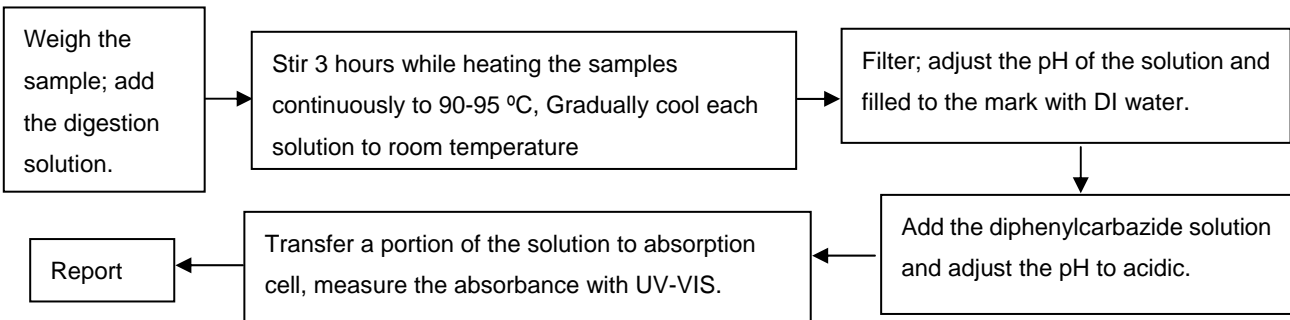 Weigh the
sample; add
the digestion
solution.
Stir 3 hours while heating the samples
continuously to 90-95 ºC, Gradually cool each
solution to room temperature
Filter; adjust the pH of the solution and
filled to the mark with DI water.
Add the diphenylcarbazide solution
and adjust the pH to acidic.
Transfer a portion of the solution to absorption
cell, measure the absorbance with UV-VIS.
Report